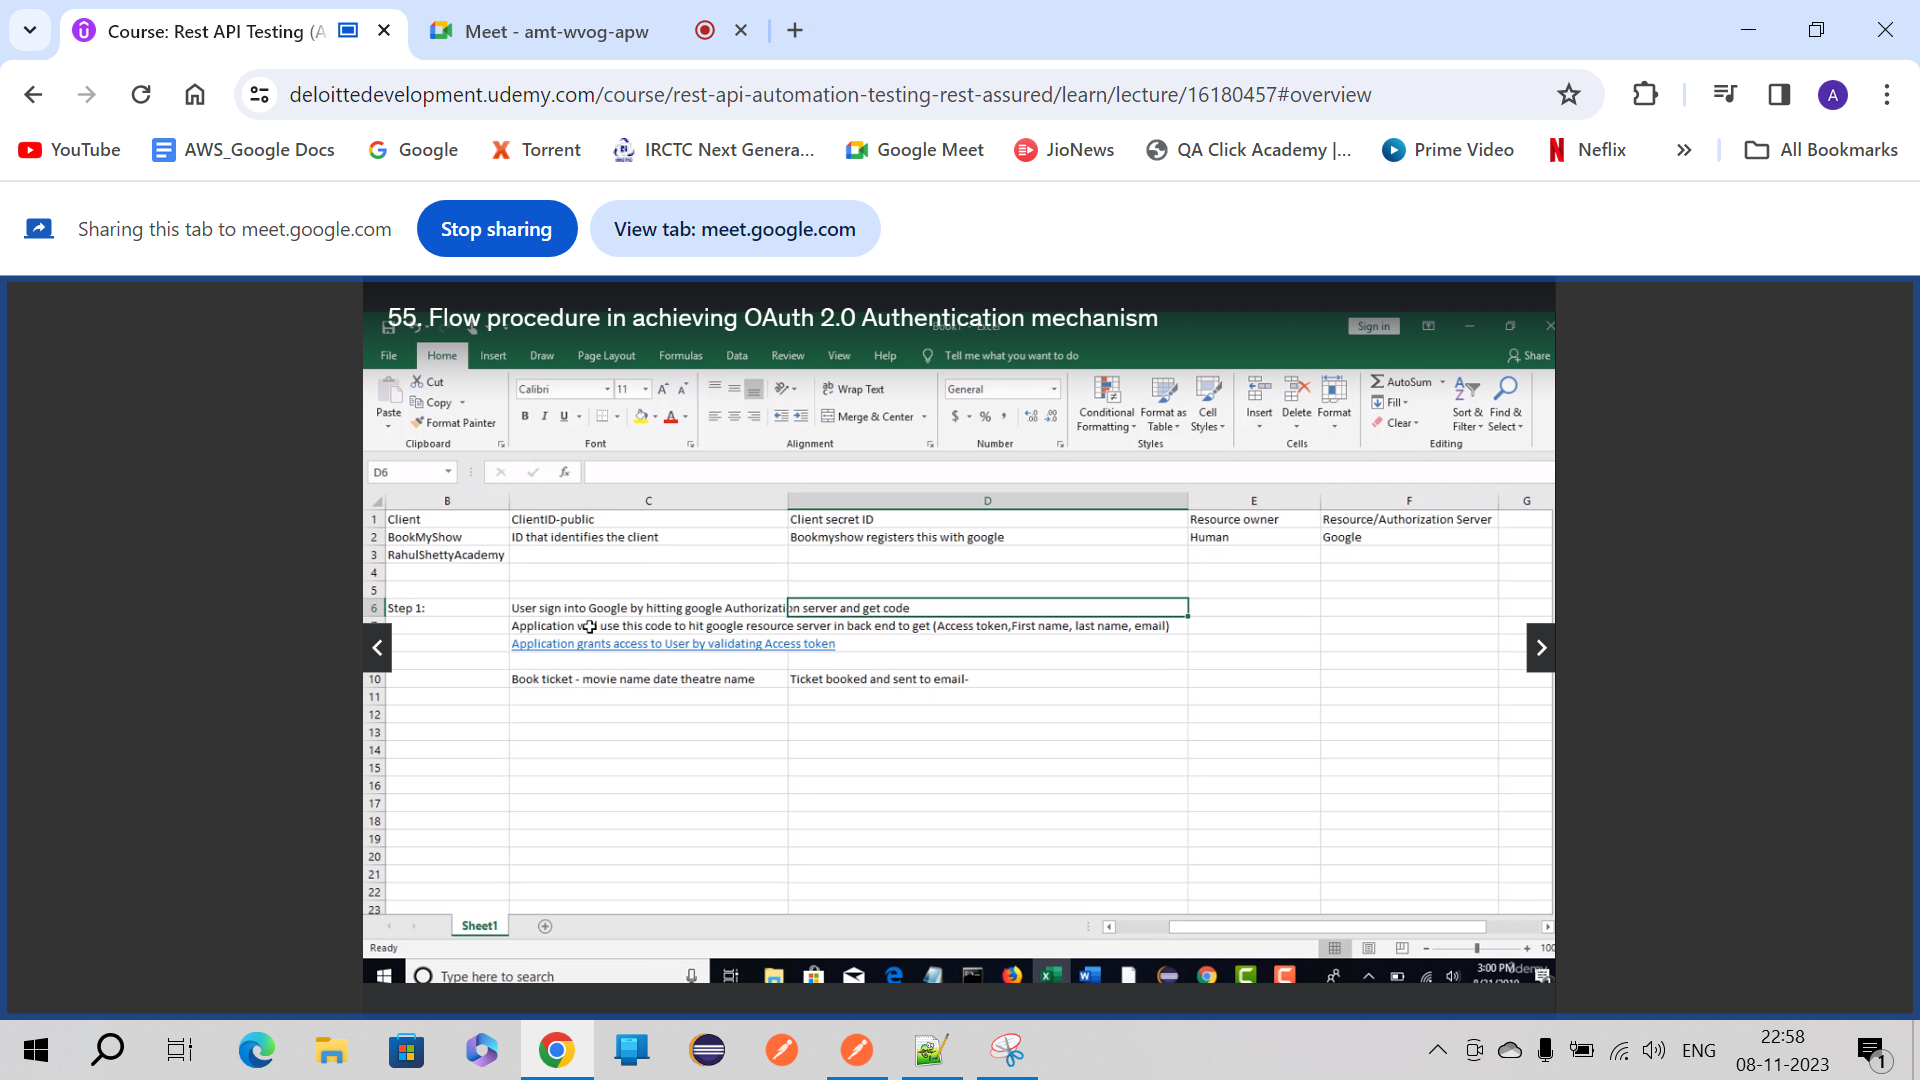 Course: Rest API Testing (A
Meet - amt-wvog-apw
deloittedevelopment.udemy.com/course/rest-api-automation-testing-rest-assured/learn/lecture/16180457#overview
A
YouTube AWS_Google Docs Google Torrent IRCTC Next Genera... Google Meet JioNews QA Click Academy |... Prime Video Neflix » All Bookmarks
Sharing this tab to meet.google.com Stop sharing View tab: meet.google.com
55. Flow procedure in achieving OAuth 2.0 Authentication mechanism
Sign in
File Home Insert Draw Page Layout Formulas Data Review View Help Tell me what you want to do Share
Cut
Copy
Format Painter
Paste
Clipboard
Calibri 11
B I U
Font
Wrap Text
Merge & Center
Alignment
General
$ % ,
Number
Conditional Formatting
Format as Table
Cell Styles
Styles
Insert Delete Format
Cells
AutoSum
Fill
Clear
Sort & Filter
Find & Select
Editing
D6 fx
B C D E F G
1 Client ClientID-public Client secret ID Resource owner Resource/Authorization Server
2 BookMyShow ID that identifies the client Bookmyshow registers this with google Human Google
3 RahulShettyAcademy
4
5
6 Step 1: User sign into Google by hitting google Authorization server and get code
Application use this code to hit google resource server in back end to get (Access token,First name, last name, email)
Application grants access to User by validating Access token
10 Book ticket - movie name date theatre name Ticket booked and sent to email-
11
12
13
14
15
16
17
18
19
20
21
22
23
Sheet1
Ready 100
Type here to search 3:00 PM
22:58
ENG
08-11-2023
1